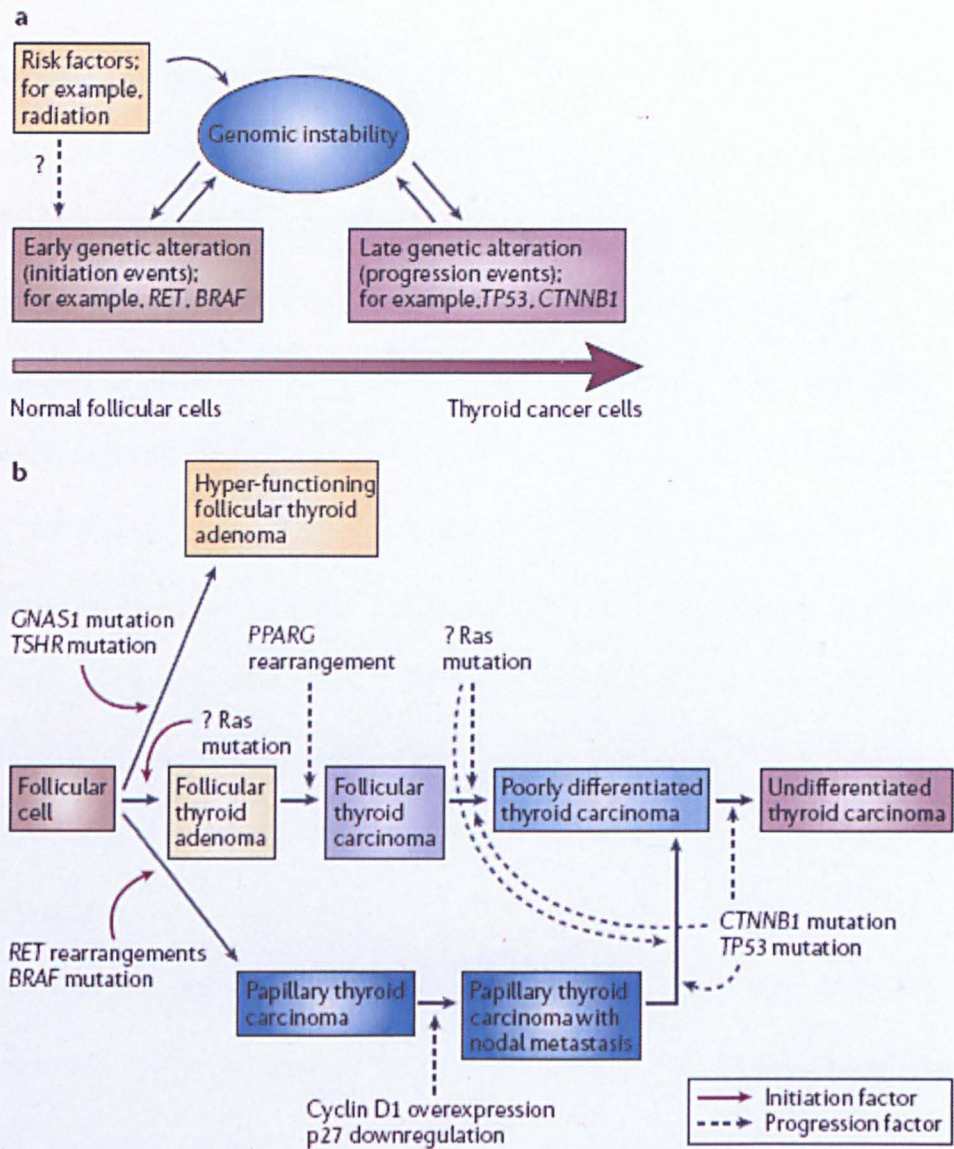 a
Risk factors;
for example,
radiation
Genomic instability
?
Early genetic alteration
(initiation events);
for example, RET, BRAF
Late genetic alteration
(progression events);
for example,TP53, CTNNB1
Normal follicular cells
Thyroid cancer cells
b
Hyper-functioning
follicular thyroid
adenoma
GNAS1 mutation
TSHR mutation
PPARG
rearrangement
? Ras
mutation
? Ras
mutation
Follicular
cell
Follicular
thyroid
adenoma
Follicular
thyroid
carcinoma
Poorly differentiated
thyroid carcinoma
Undifferentiated
thyroid carcinoma
CTNNB1 mutation
TP53 mutation
RET rearrangements
BRAF mutation
Papillary thyroid
carcinoma
Papillary thyroid
carcinoma with
nodal metastasis
Cyclin D1 overexpression
p27 downregulation
Initiation factor
Progression factor